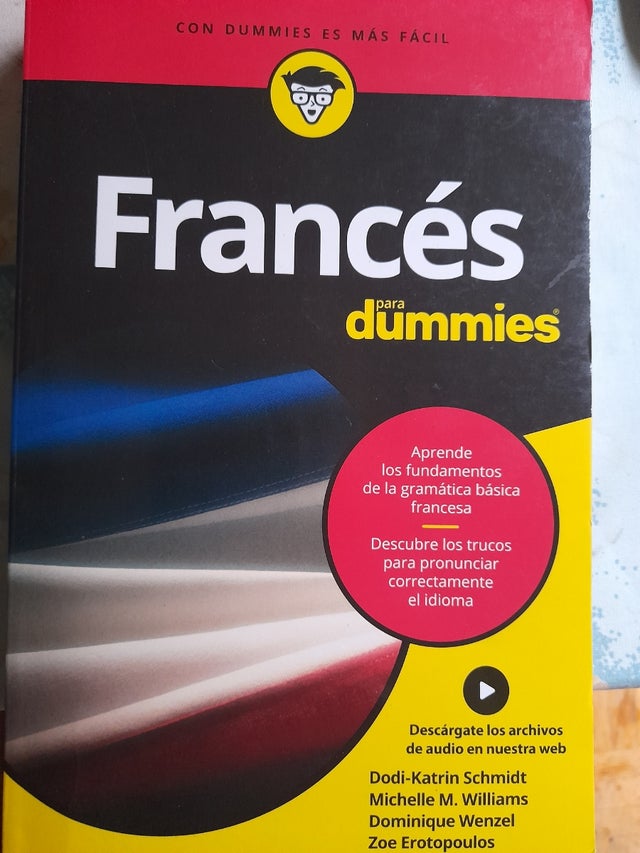 CON DUMMIES ES MÁS FÁCIL
Francés
para
dummies®
Aprende
los fundamentos
de la gramática básica
francesa
Descubre los trucos
para pronunciar
correctamente
el idioma
Descárgate los archivos
de audio en nuestra web
Dodi-Katrin Schmidt
Michelle M. Williams
Dominique Wenzel
Zoe Erotopoulos